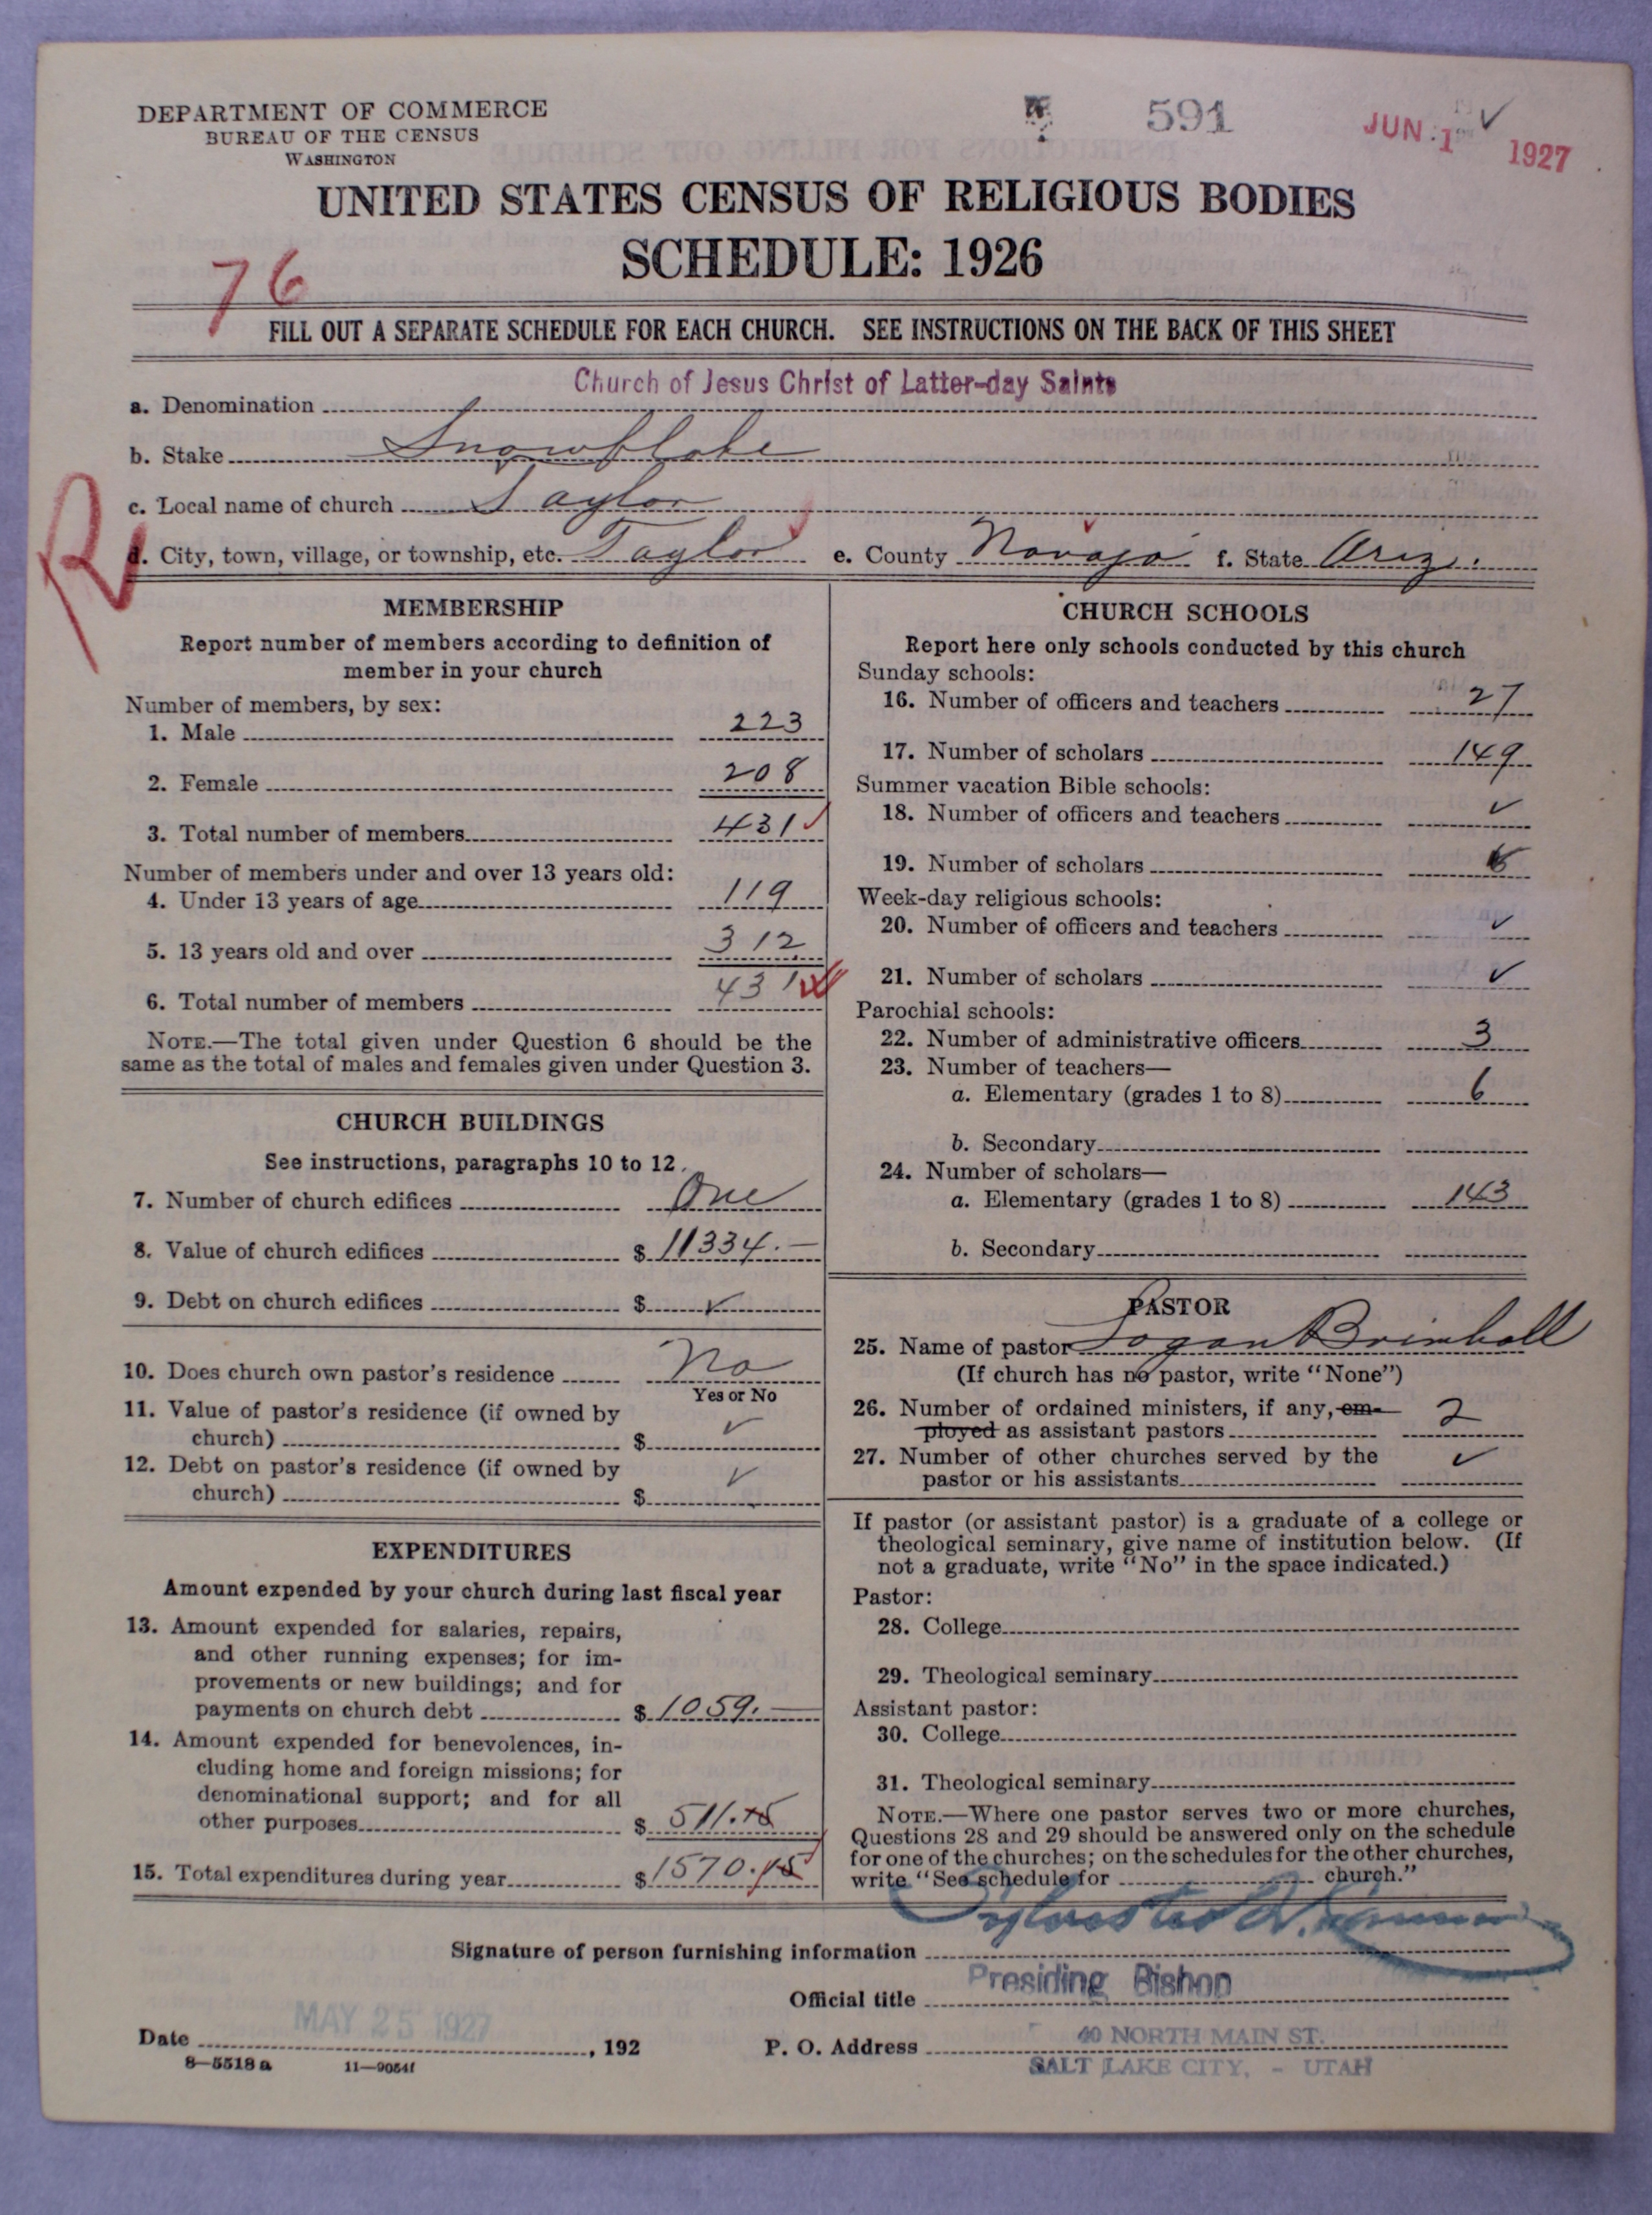 DEPARTMENT OF COMMERCE
BUREAU OF THE CENSUS
WASHINGTON
591
JUN. 1 1927
UNITED STATES CENSUS OF RELIGIOUS BODIES
SCHEDULE: 1926
76
FILL OUT A SEPARATE SCHEDULE FOR EACH CHURCH. SEE INSTRUCTIONS ON THE BACK OF THIS SHEET
a. Denomination Church of Jesus Christ of Latter-day Saints
b. Stake Snowflake
c. Local name of church Taylor
R
d. City, town, village, or township, etc. Taylor e. County Navajo f. State Ariz.
MEMBERSHIP
Report number of members according to definition of
member in your church
Number of members, by sex:
1. Male 223
2. Female 208
3. Total number of members 431 ✓
Number of members under and over 13 years old:
4. Under 13 years of age 119
5. 13 years old and over 312
6. Total number of members 431
NOTE.—The total given under Question 6 should be the
same as the total of males and females given under Question 3.
CHURCH BUILDINGS
See instructions, paragraphs 10 to 12.
7. Number of church edifices One
8. Value of church edifices $ 11334.—
9. Debt on church edifices $ ✓
10. Does church own pastor's residence No
Yes or No
11. Value of pastor's residence (if owned by
church) $ ✓
12. Debt on pastor's residence (if owned by
church) $ ✓
EXPENDITURES
Amount expended by your church during last fiscal year
13. Amount expended for salaries, repairs,
and other running expenses; for im-
provements or new buildings; and for
payments on church debt $ 1059.—
14. Amount expended for benevolences, in-
cluding home and foreign missions; for
denominational support; and for all
other purposes $ 511.
15. Total expenditures during year $ 1570.
CHURCH SCHOOLS
Report here only schools conducted by this church
Sunday schools:
16. Number of officers and teachers 27
17. Number of scholars 149
Summer vacation Bible schools:
18. Number of officers and teachers ✓
19. Number of scholars
Week-day religious schools:
20. Number of officers and teachers ✓
21. Number of scholars ✓
Parochial schools:
22. Number of administrative officers 3
23. Number of teachers—
a. Elementary (grades 1 to 8) 6
b. Secondary
24. Number of scholars—
a. Elementary (grades 1 to 8) 143
b. Secondary
PASTOR
25. Name of pastor Logan Brimhall
(If church has no pastor, write "None")
26. Number of ordained ministers, if any, em-
ployed as assistant pastors 2
27. Number of other churches served by the
pastor or his assistants ✓
If pastor (or assistant pastor) is a graduate of a college or
theological seminary, give name of institution below. (If
not a graduate, write "No" in the space indicated.)
Pastor:
28. College
29. Theological seminary
Assistant pastor:
30. College
31. Theological seminary
NOTE.—Where one pastor serves two or more churches,
Questions 28 and 29 should be answered only on the schedule
for one of the churches; on the schedules for the other churches,
write "See schedule for church."
Signature of person furnishing information Sylvester Q. Cannon
Official title Presiding Bishop
Date MAY 25 1927, 192
P. O. Address 40 NORTH MAIN ST.
SALT LAKE CITY, - UTAH
8—5518 a 11—9054f